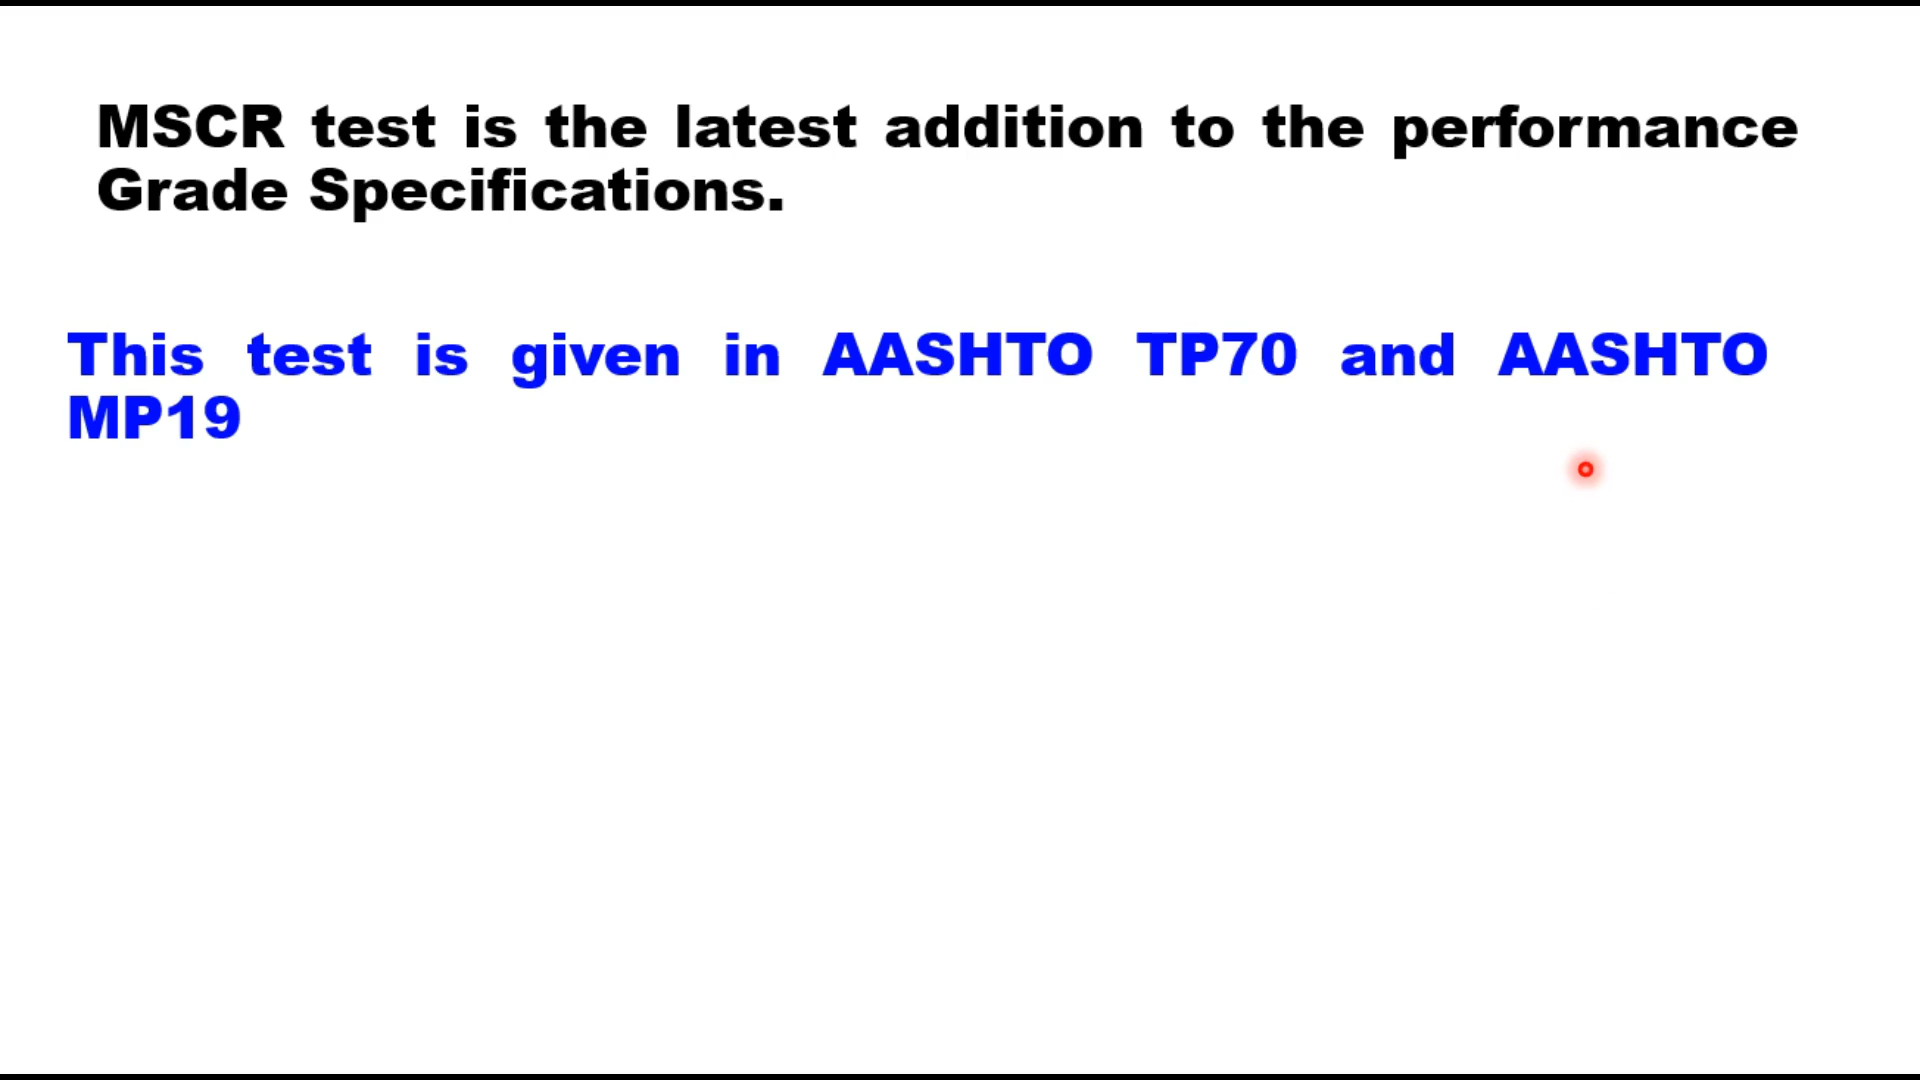 MSCR test is the latest addition to the performance
Grade Specifications.
This test is given in AASHTO TP70 and AASHTO
MP19